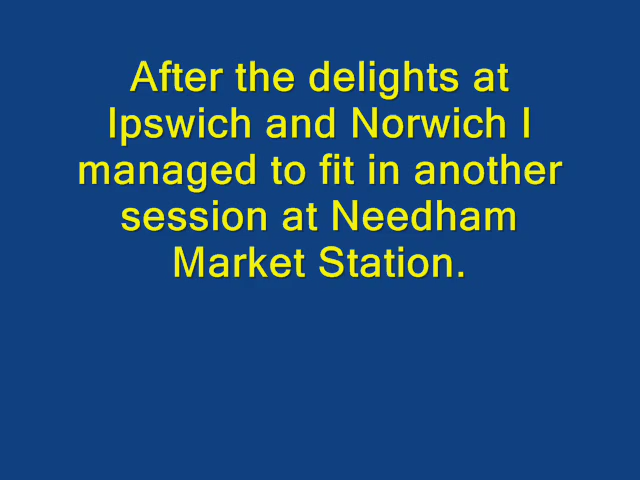 After the delights at
Ipswich and Norwich I
managed to fit in another
session at Needham
Market Station.